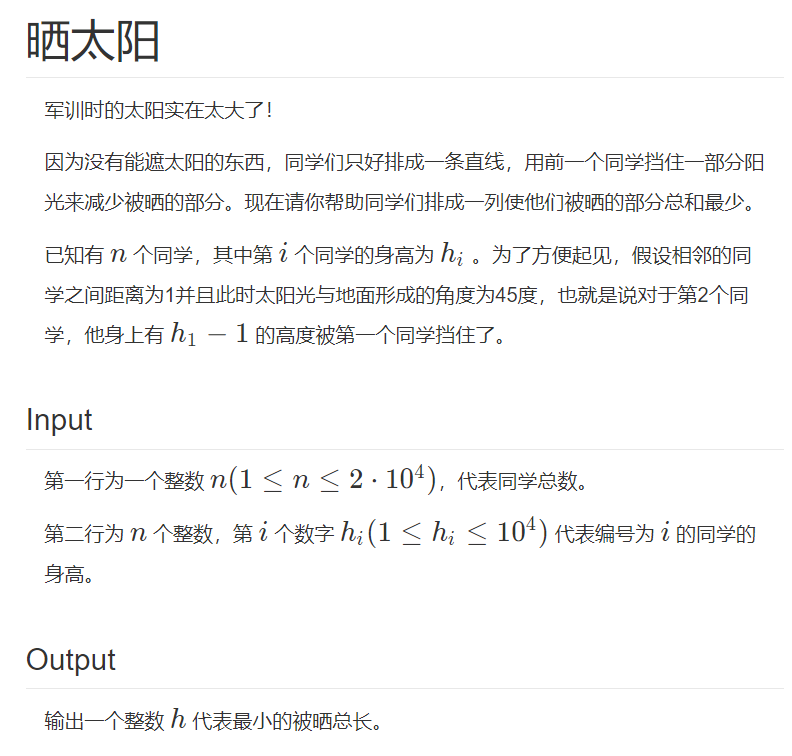 晒太阳
军训时的太阳实在太大了！
因为没有能遮太阳的东西，同学们只好排成一条直线，用前一个同学挡住一部分阳
光来减少被晒的部分。现在请你帮助同学们排成一列使他们被晒的部分总和最少。
已知有 n 个同学，其中第 i 个同学的身高为 h_i 。为了方便起见，假设相邻的同
学之间距离为1并且此时太阳光与地面形成的角度为45度，也就是说对于第2个同
学，他身上有 h_1 − 1 的高度被第一个同学挡住了。
Input
第一行为一个整数 n(1 ≤ n ≤ 2 · 10^4)，代表同学总数。
第二行为 n 个整数，第 i 个数字 h_i(1 ≤ h_i ≤ 10^4) 代表编号为 i 的同学的
身高。
Output
输出一个整数 h 代表最小的被晒总长。